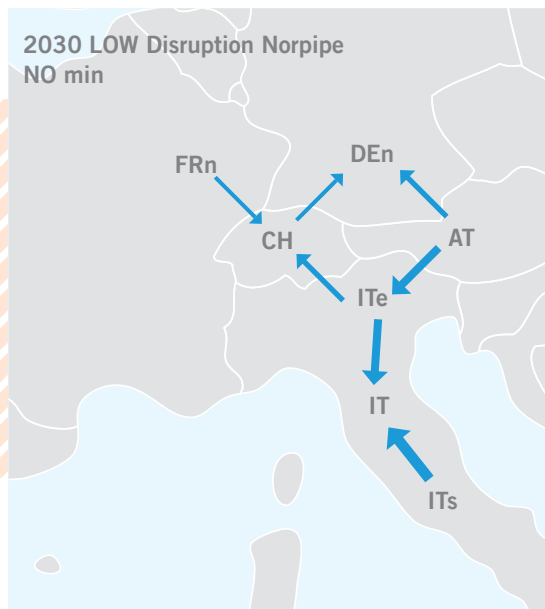 2030 LOW Disruption Norpipe
NO min
DEn
FRn
CH
AT
ITe
IT
ITs